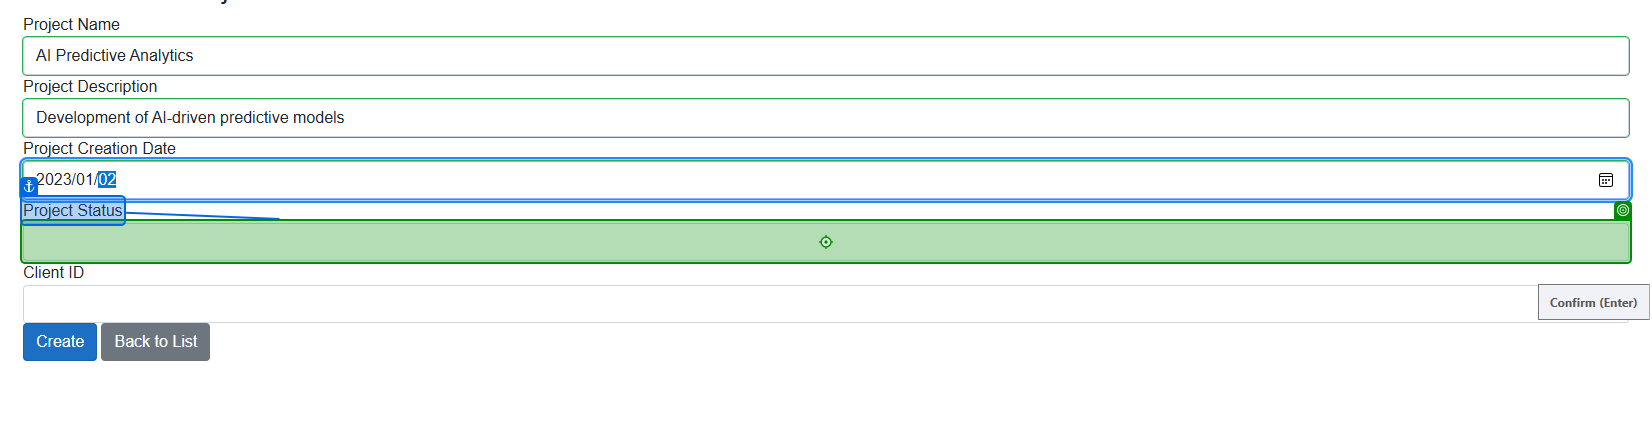 Project Name
AI Predictive Analytics
Project Description
Development of AI-driven predictive models
Project Creation Date
2023/01/02
Project Status
Client ID
Confirm (Enter)
Create Back to List